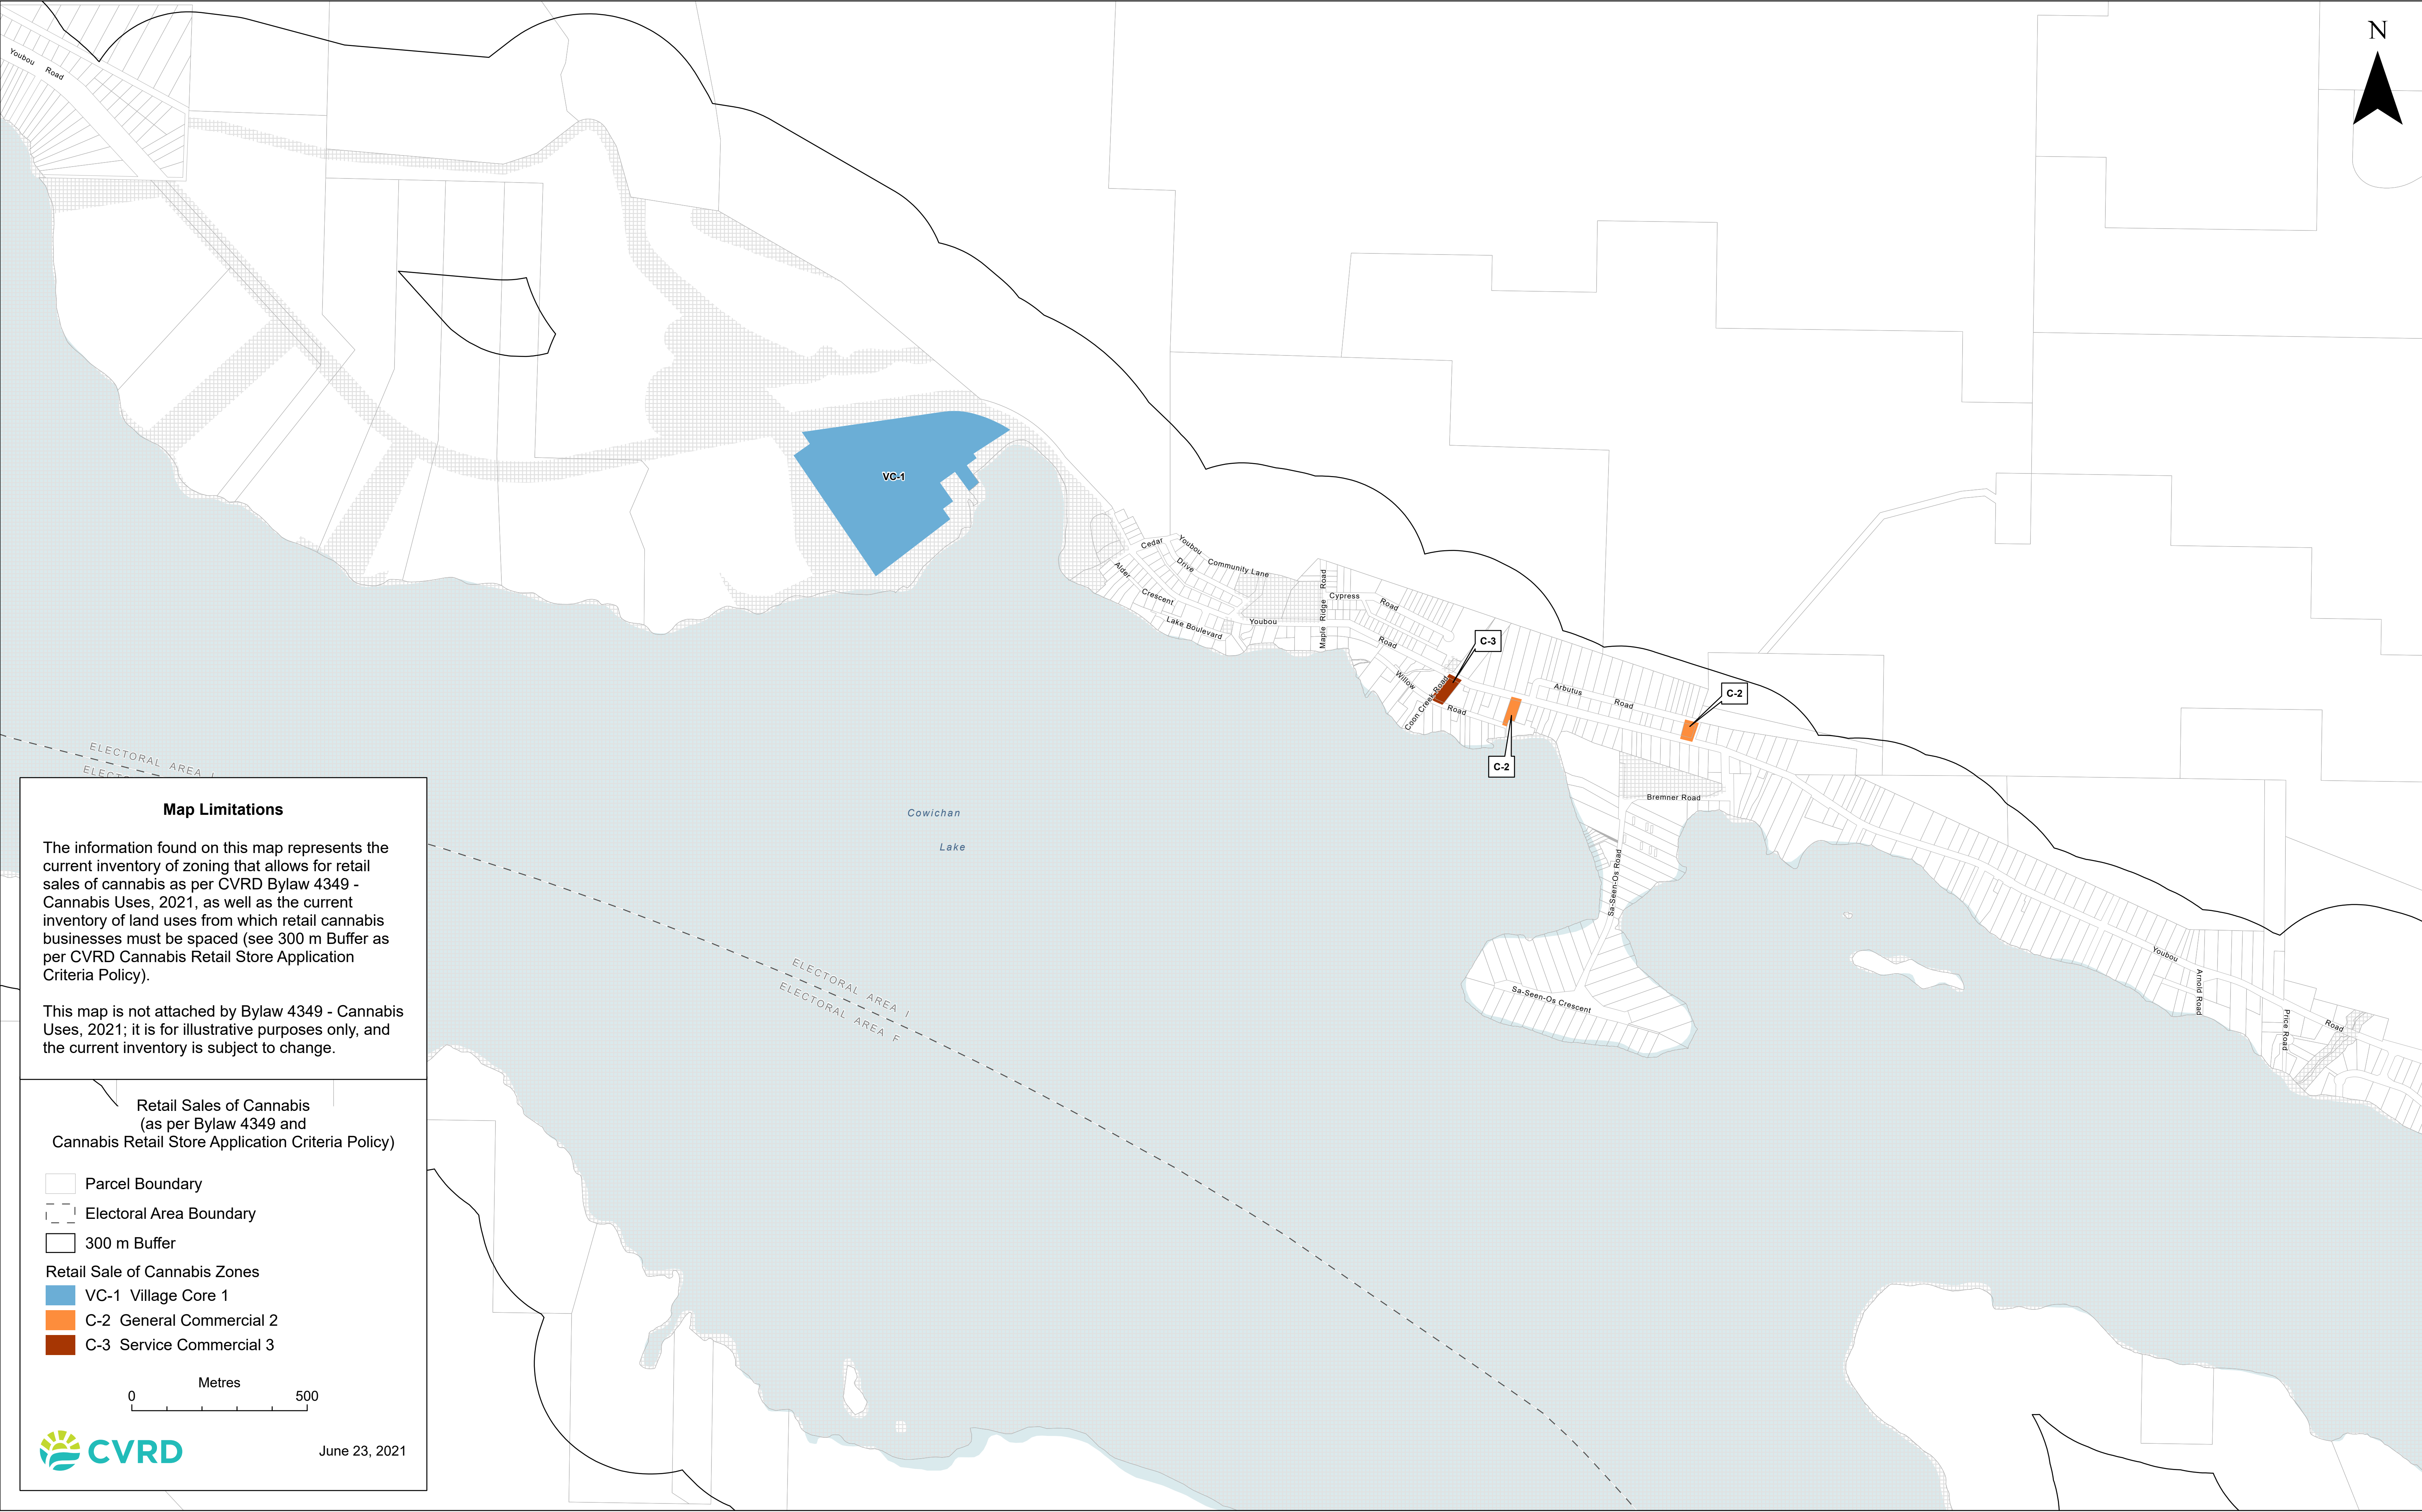 N
Youbou Road
VC-1
Cedar
Drive
Youbou
Community Lane
Alder
Crescent
Lake Boulevard
Youbou
Road
Maple Ridge Road
Cypress
Road
C-3
Willow
Road
Coon Creek Road
C-2
Arbutus
Road
C-2
Bremner Road
Sa-Seen-Os Road
Sa-Seen-Os Crescent
Youbou
Road
Arnold Road
Price Road
Cowichan
Lake
ELECTORAL AREA I
ELECTORAL AREA I
ELECTORAL AREA F
Map Limitations
The information found on this map represents the
current inventory of zoning that allows for retail
sales of cannabis as per CVRD Bylaw 4349 -
Cannabis Uses, 2021, as well as the current
inventory of land uses from which retail cannabis
businesses must be spaced (see 300 m Buffer as
per CVRD Cannabis Retail Store Application
Criteria Policy).
This map is not attached by Bylaw 4349 - Cannabis
Uses, 2021; it is for illustrative purposes only, and
the current inventory is subject to change.
Retail Sales of Cannabis
(as per Bylaw 4349 and
Cannabis Retail Store Application Criteria Policy)
Parcel Boundary
Electoral Area Boundary
300 m Buffer
Retail Sale of Cannabis Zones
VC-1 Village Core 1
C-2 General Commercial 2
C-3 Service Commercial 3
Metres
0 500
CVRD
June 23, 2021